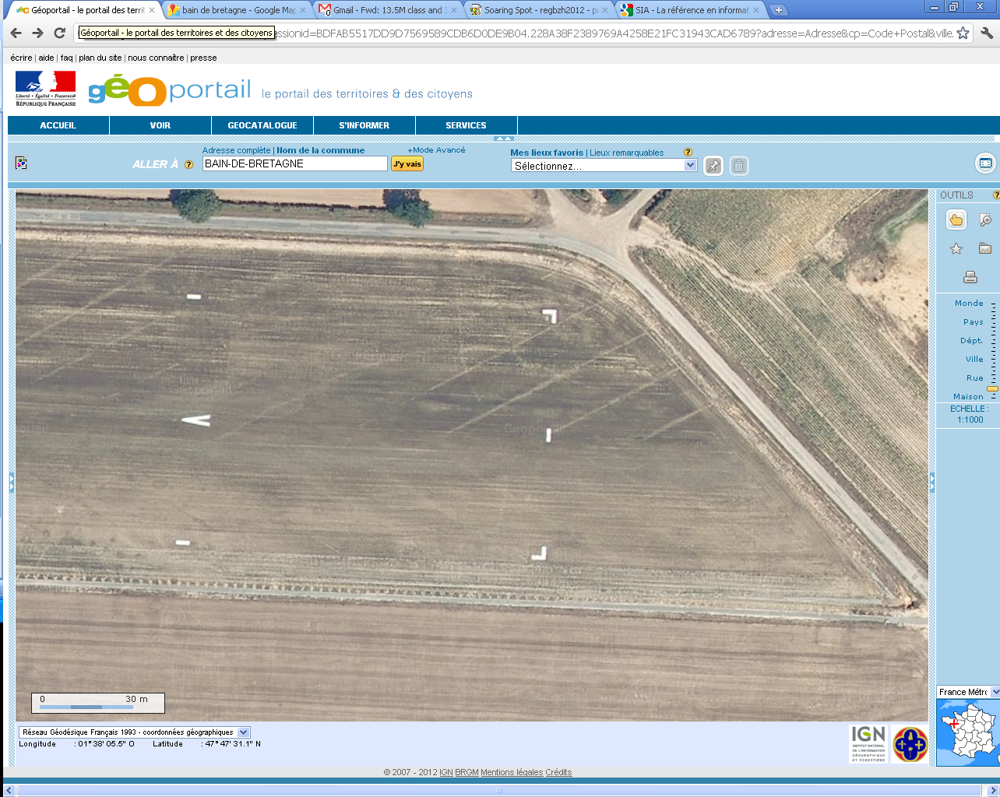 Géoportail - le portail des territ
bain de bretagne - Google Map
Gmail - Fwd: 13.5M class and
Soaring Spot - regbzh2012 - pi
SIA - La référence en informat
Géoportail - le portail des territoires et des citoyens
essionid=BDFAB5517DD9D7569589CDB6D0DE9B04.228A38F2389769A4258E21FC31943CAD6789?adresse=Adresse&cp=Code+Postal&ville.
écrire | aide | faq | plan du site | nous connaître | presse
Liberté • Égalité • Fraternité
RÉPUBLIQUE FRANÇAISE
géoportail le portail des territoires & des citoyens
ACCUEIL VOIR GEOCATALOGUE S'INFORMER SERVICES
Adresse complète | Nom de la commune +Mode Avancé
Mes lieux favoris | Lieux remarquables ?
ALLER À ? BAIN-DE-BRETAGNE J'y vais
Sélectionnez...
OUTILS ?
Monde
Pays
Dépt.
Ville
Rue
Maison
ECHELLE :
1:1000
0 30 m
France Métro
Réseau Géodésique Français 1993 - coordonnées géographiques
Longitude : 01° 38' 05.5" O Latitude : 47° 47' 31.1" N
IGN
INSTITUT NATIONAL
DE L'INFORMATION
GÉOGRAPHIQUE
ET FORESTIÈRE
© 2007 - 2012 IGN BRGM Mentions légales Crédits